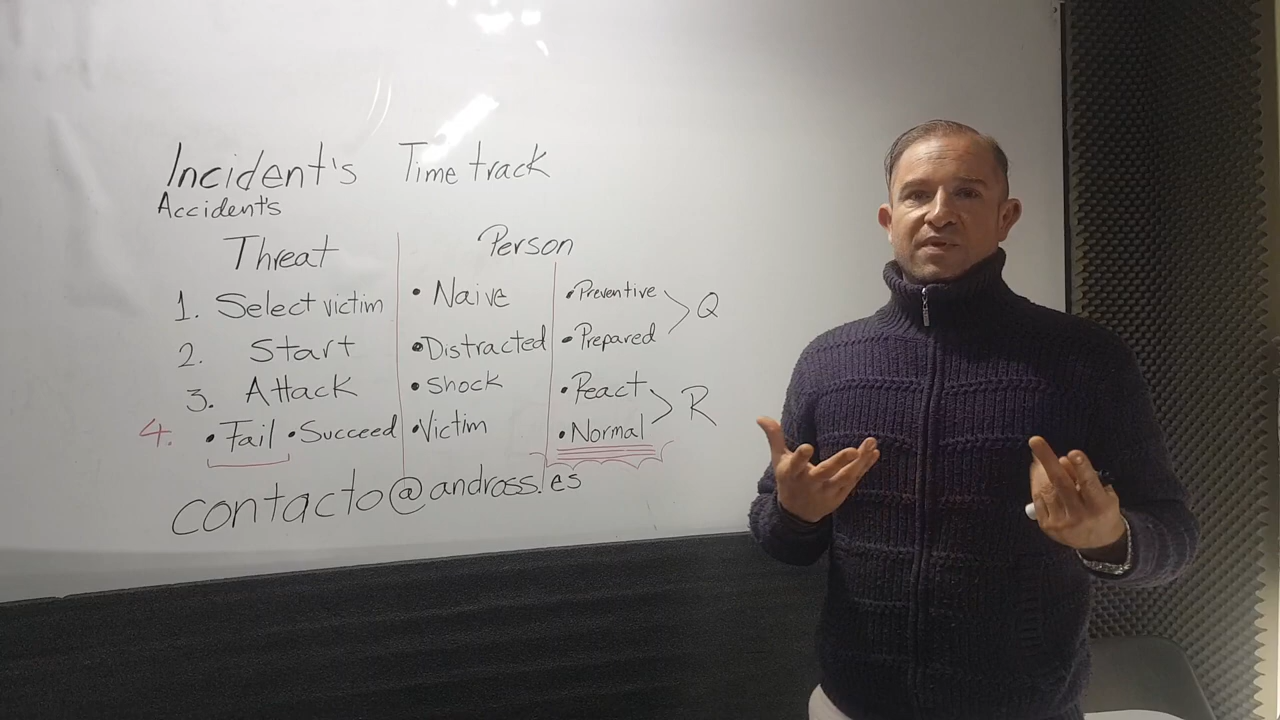 Incident's Time track
Accident's
Threat Person
1. Select victim • Naive • Preventive Q
2. Start • Distracted • Prepared
3. Attack • Shock • React R
4. • Fail • Succeed • Victim • Normal
contacto@andross.es